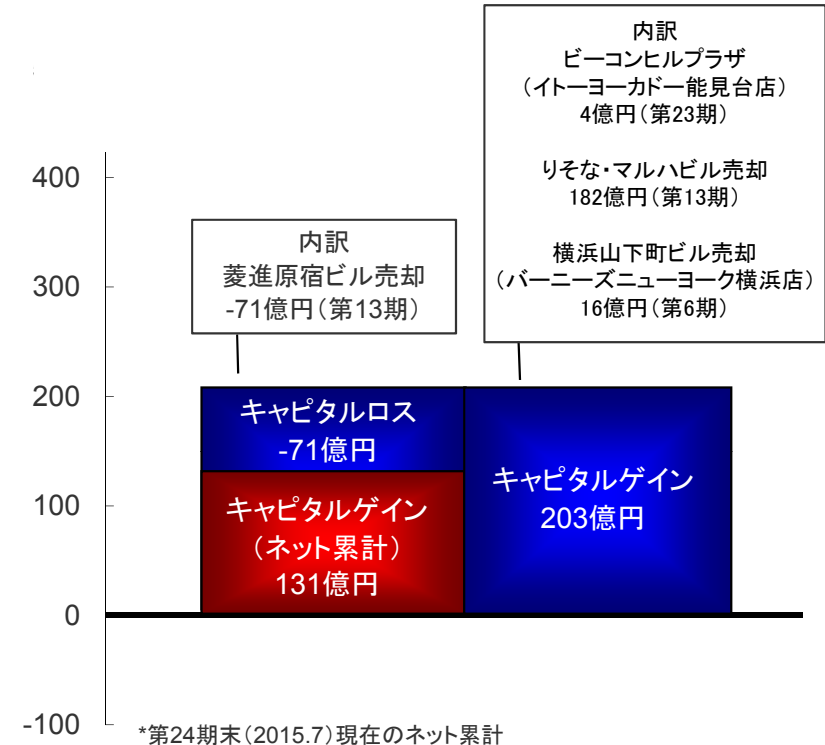 内訳
ビーコンヒルプラザ
（イトーヨーカドー能見台店）
4億円（第23期）
りそな・マルハビル売却
182億円（第13期）
横浜山下町ビル売却
（バーニーズニューヨーク横浜店）
16億円（第6期）
内訳
菱進原宿ビル売却
-71億円（第13期）
400
300
200
100
0
-100
キャピタルロス
-71億円
キャピタルゲイン
（ネット累計）
131億円
キャピタルゲイン
203億円
*第24期末（2015.7）現在のネット累計